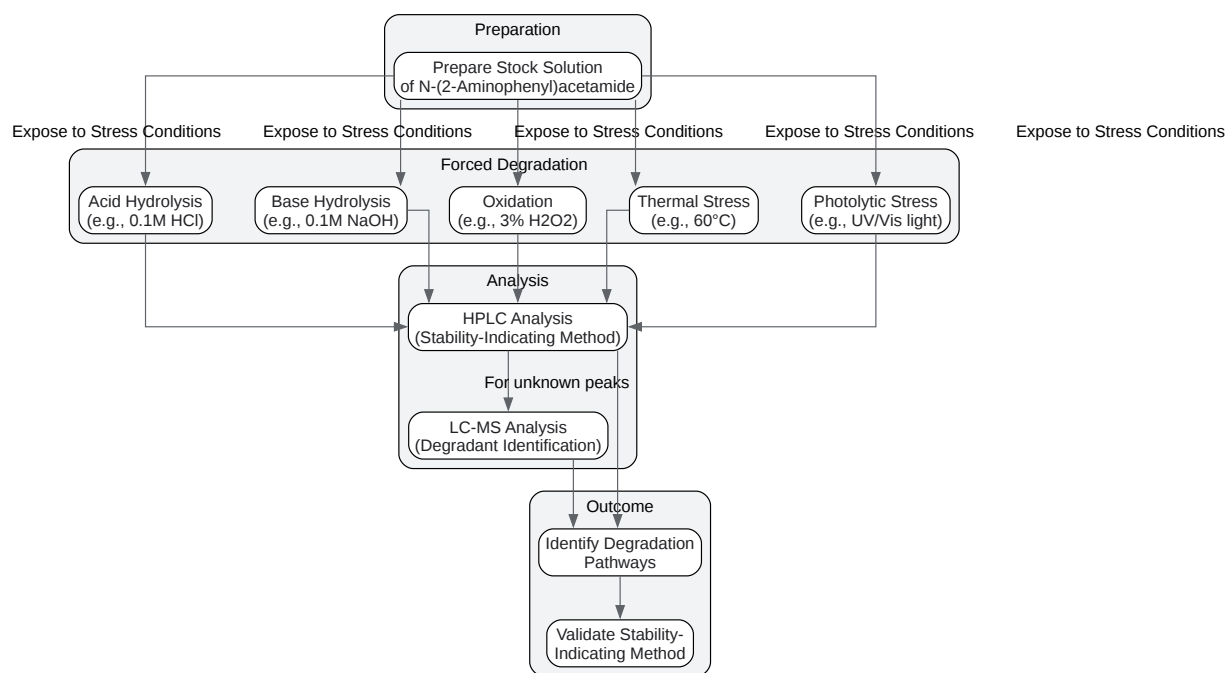 Preparation
Prepare Stock Solution
of N-(2-Aminophenyl)acetamide
Expose to Stress Conditions
Expose to Stress Conditions
Expose to Stress Conditions
Expose to Stress Conditions
Expose to Stress Conditions
Forced Degradation
Acid Hydrolysis
(e.g., 0.1M HCl)
Base Hydrolysis
(e.g., 0.1M NaOH)
Oxidation
(e.g., 3% H2O2)
Thermal Stress
(e.g., 60°C)
Photolytic Stress
(e.g., UV/Vis light)
Analysis
HPLC Analysis
(Stability-Indicating Method)
For unknown peaks
LC-MS Analysis
(Degradant Identification)
Outcome
Identify Degradation
Pathways
Validate Stability-
Indicating Method